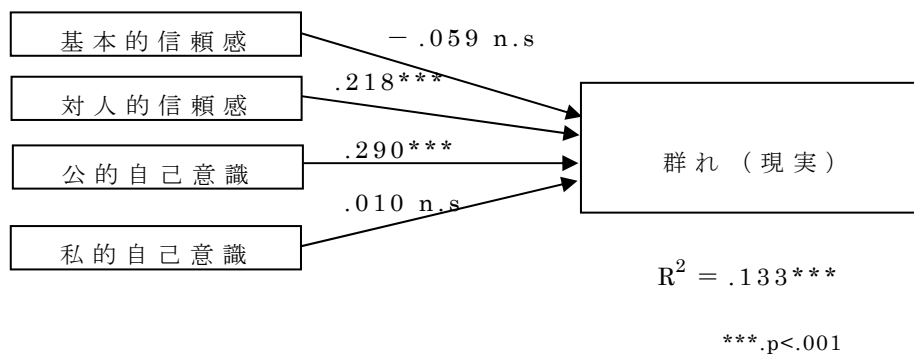 基本的信頼感
－.059 n.s
対人的信頼感
.218***
公的自己意識
.290***
私的自己意識
.010 n.s
群れ（現実）
R² = .133***
***.p<.001